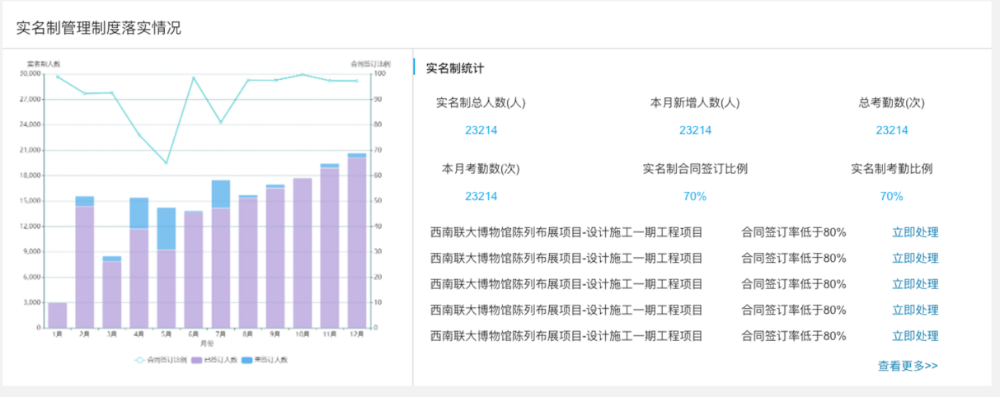 实名制管理制度落实情况
实名制人数 合同签订比例
30,000 100
27,000 90
24,000 80
21,000 70
18,000 60
15,000 50
12,000 40
9,000 30
6,000 20
3,000 10
0 0
1月 2月 3月 4月 5月 6月 7月 8月 9月 10月 11月 12月
月份
合同签订比例 已签订人数 未签订人数
实名制统计
实名制总人数(人) 本月新增人数(人) 总考勤数(次)
23214 23214 23214
本月考勤数(次) 实名制合同签订比例 实名制考勤比例
23214 70% 70%
西南联大博物馆陈列布展项目-设计施工一期工程项目 合同签订率低于80% 立即处理
西南联大博物馆陈列布展项目-设计施工一期工程项目 合同签订率低于80% 立即处理
西南联大博物馆陈列布展项目-设计施工一期工程项目 合同签订率低于80% 立即处理
西南联大博物馆陈列布展项目-设计施工一期工程项目 合同签订率低于80% 立即处理
西南联大博物馆陈列布展项目-设计施工一期工程项目 合同签订率低于80% 立即处理
查看更多>>